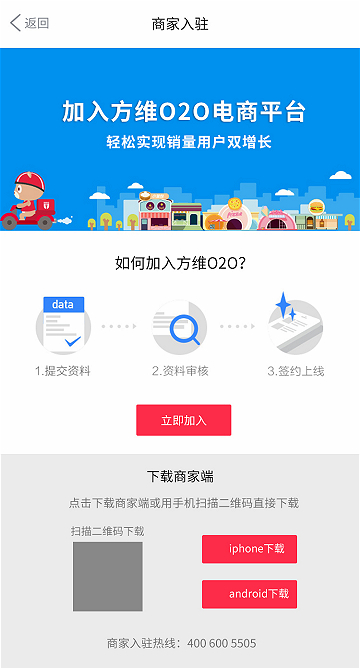 返回
商家入驻
加入方维O2O电商平台
轻松实现销量用户双增长
如何加入方维O2O?
data
1.提交资料
2.资料审核
3.签约上线
立即加入
下载商家端
点击下载商家端或用手机扫描二维码直接下载
扫描二维码下载
iphone下载
android下载
商家入驻热线：400 600 5505